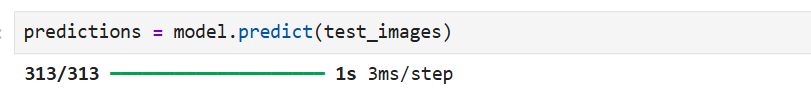 predictions = model.predict(test_images)
313/313 ━━━━━━━━━━━━━━━━━━━━ 1s 3ms/step